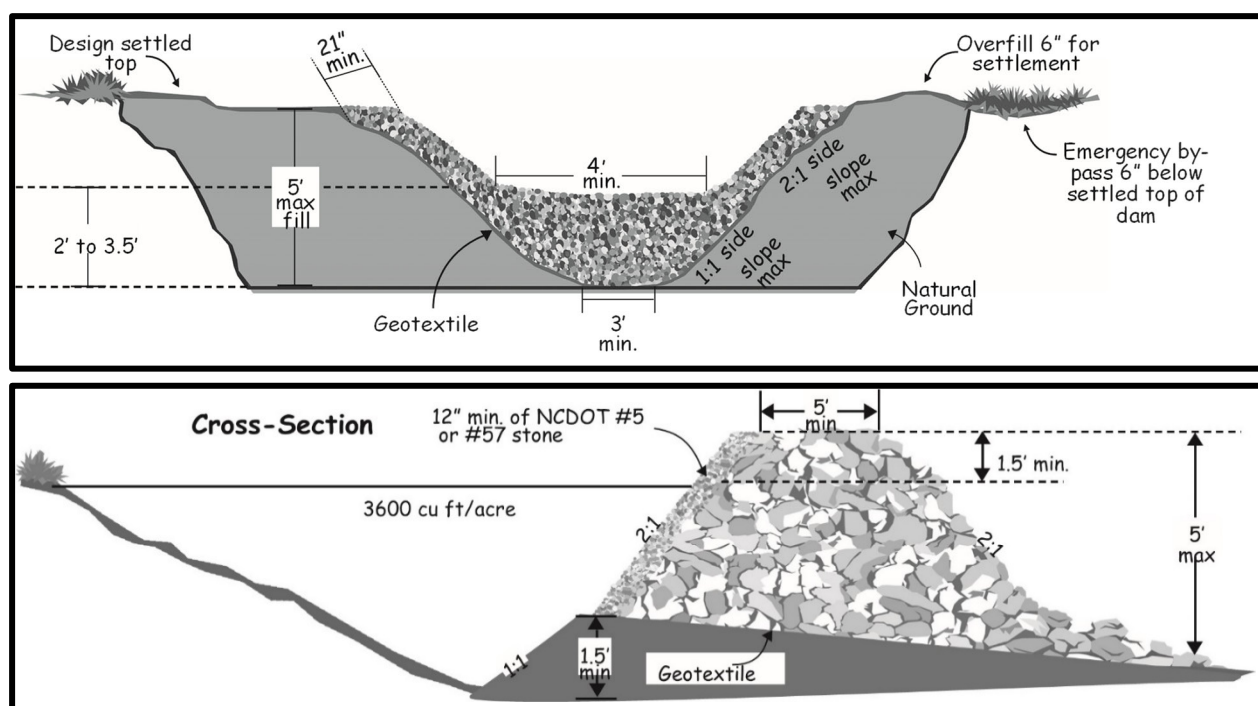 Design settled
top
21"
min.
Overfill 6" for
settlement
4'
min.
5'
max
fill
2:1 side
slope
max
Emergency by-
pass 6" below
settled top of
dam
2' to 3.5'
1:1 side
slope
max
Geotextile
Natural
Ground
3'
min.
Cross-Section
12" min. of NCDOT #5
or #57 stone
5'
min
1.5' min.
3600 cu ft/acre
2:1
2:1
5'
max
1:1
1.5'
min
Geotextile